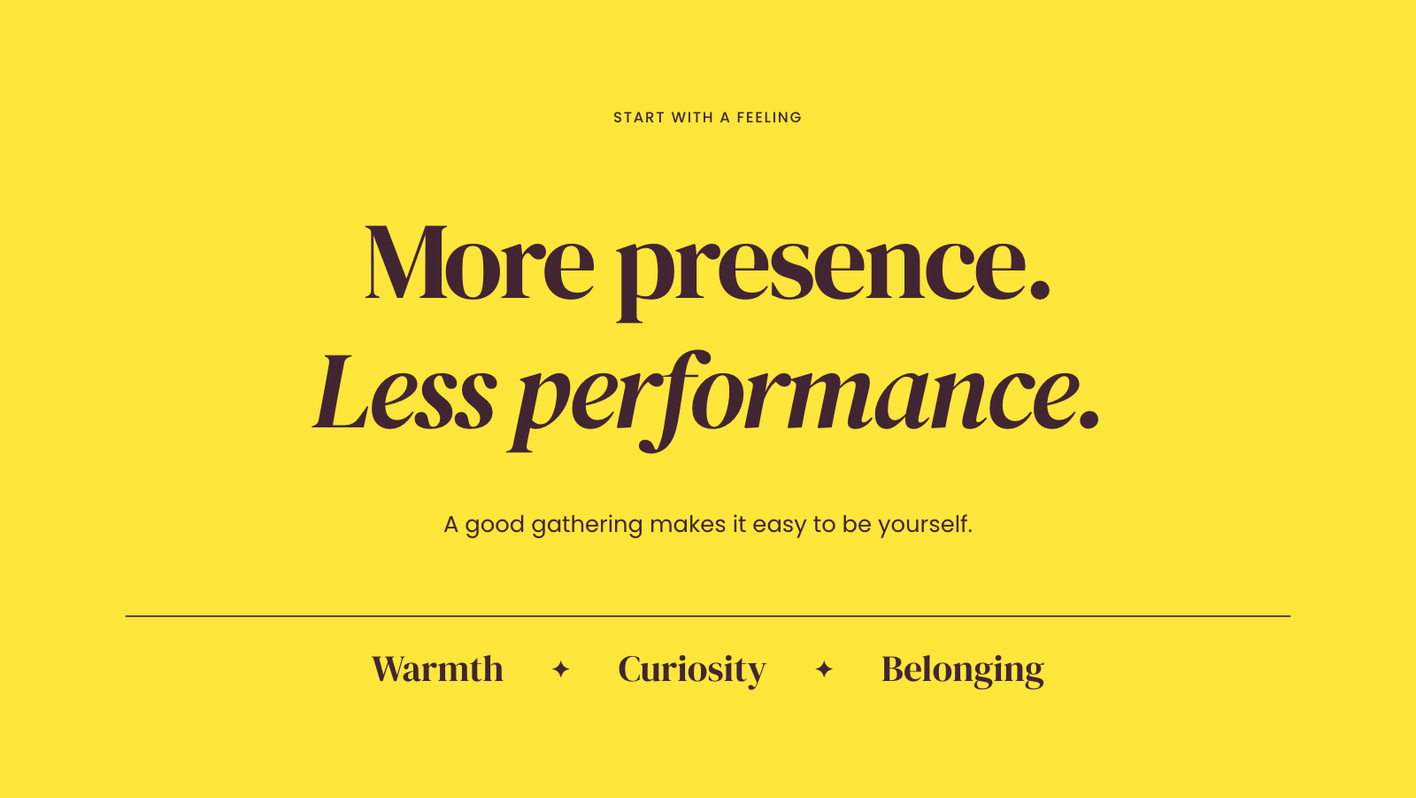 START WITH A FEELING
More presence.
Less performance.
A good gathering makes it easy to be yourself.
Warmth ✦ Curiosity ✦ Belonging